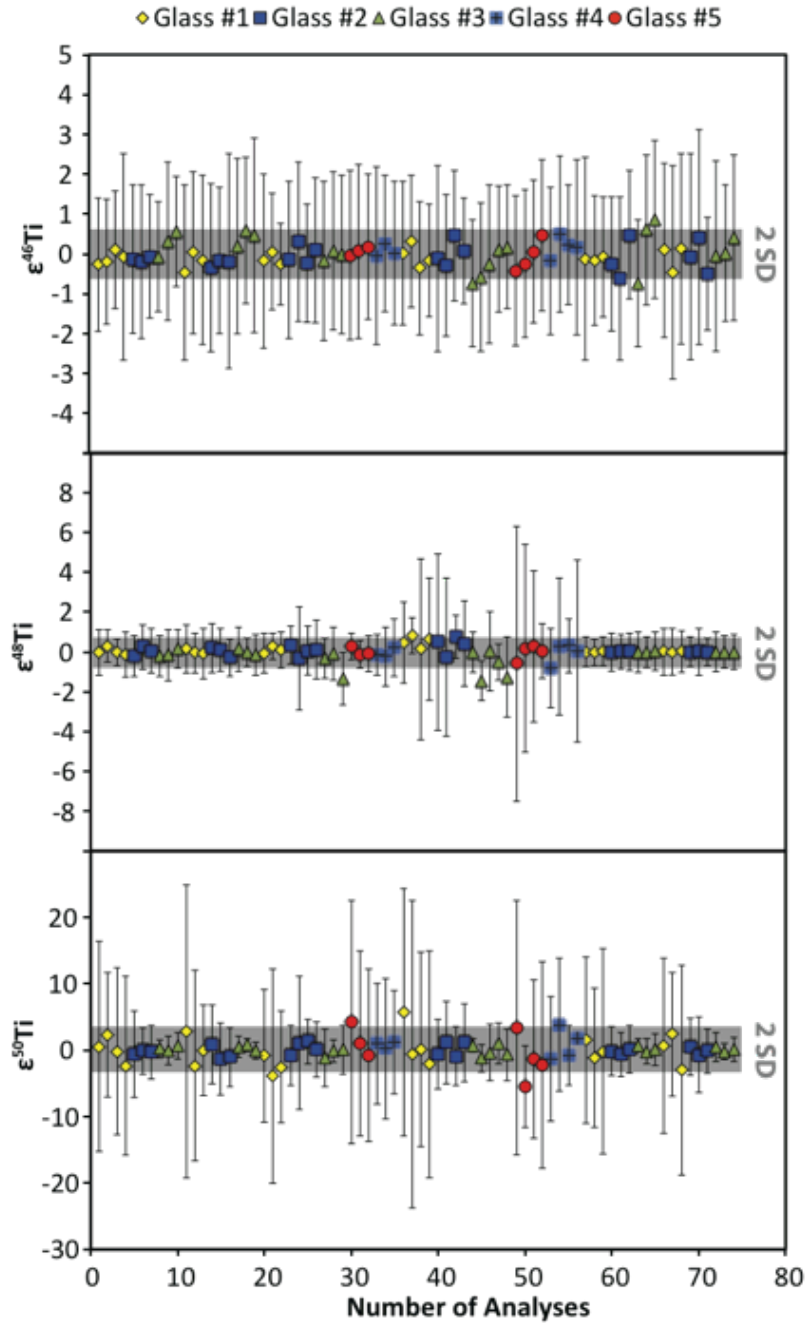 Glass #1 Glass #2 Glass #3 Glass #4 Glass #5
5
4
3
2
1
0
-1
-2
-3
-4
ε⁴⁶Ti
2 SD
8
6
4
2
0
-2
-4
-6
-8
ε⁴⁸Ti
2 SD
20
10
0
-10
-20
-30
ε⁵⁰Ti
2 SD
0 10 20 30 40 50 60 70 80
Number of Analyses